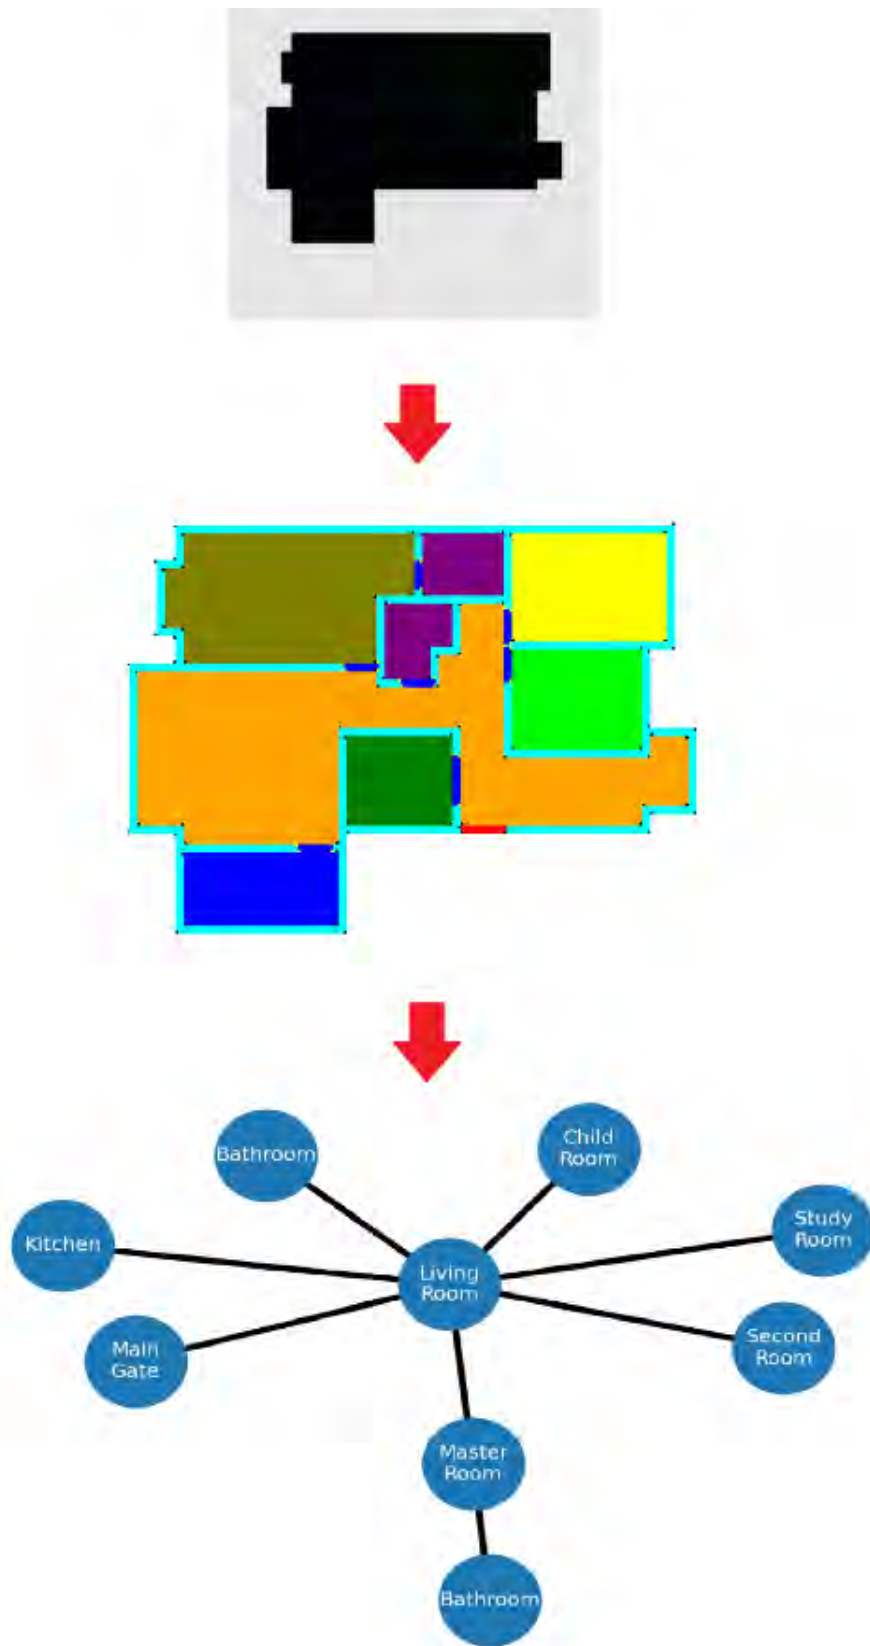 Child
Room
Bathroom
Study
Room
Kitchen
Living
Room
Second
Room
Main
Gate
Master
Room
Bathroom